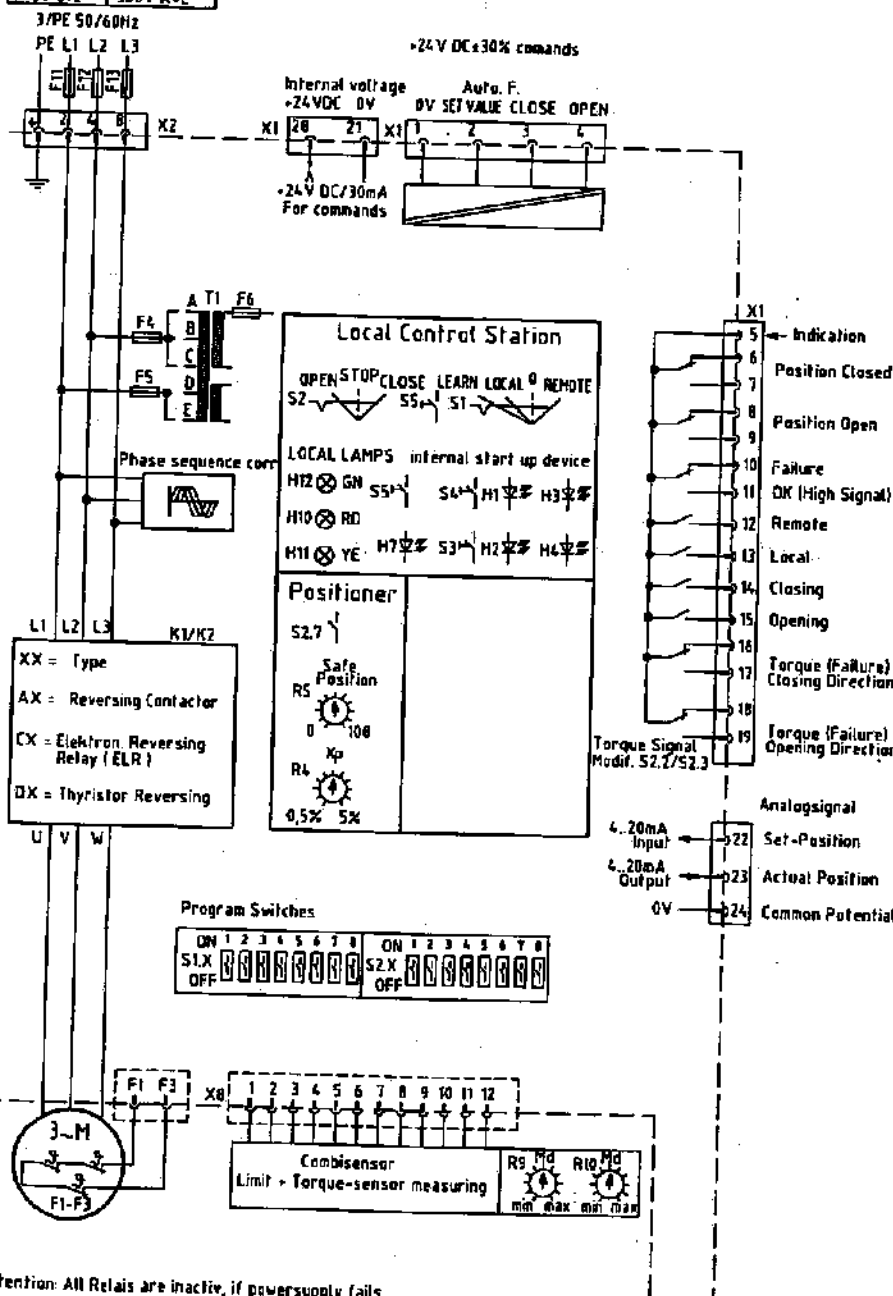 3/PE 50/60Hz
PE L1 L2 L3
F11 F12 F13
2 4 6 X2
+24V DC±30% comands
Internal voltage
+24VDC 0V
X1 20 21
+24V DC/30mA
For commands
Auto. F.
0V SET VALUE CLOSE OPEN
X1 1 2 3 4
A T1 F6
F4 B
C
F5 D
E
Phase sequence corr
Local Control Station
OPEN STOP CLOSE LEARN LOCAL 0 REMOTE
S2 S5 S1
LOCAL LAMPS internal start up device
H12 GN S5 S4 H1 H3
H10 RD
H11 YE H7 S3 H2 H4
Positioner
S2.7
Safe
Position
R5
0 100
Xp
R4
0,5% 5%
L1 L2 L3 K1/K2
XX = Type
AX = Reversing Contactor
CX = Elektron. Reversing
Relay (ELR)
DX = Thyristor Reversing
U V W
X1
5 Indication
6
Position Closed
7
8
Position Open
9
10 Failure
11 OK (High Signal)
12 Remote
13 Local
14 Closing
15 Opening
16
17 Torque (Failure)
Closing Direction
18
19 Torque (Failure)
Opening Direction
Torque Signal
Modif. S2.2/S2.3
Analogsignal
4..20mA
Input 22 Set-Position
4..20mA
Output 23 Actual Position
0V 24 Common Potential
Program Switches
ON 1 2 3 4 5 6 7 8
S1.X
OFF
ON 1 2 3 4 5 6 7 8
S2.X
OFF
F1 F3
X8 1 2 3 4 5 6 7 8 9 10 11 12
3~M
F1-F3
Combisensor
Limit + Torque-sensor measuring
R9 Md R10 Md
min max min max
tention: All Relais are inactiv, if powersupply fails